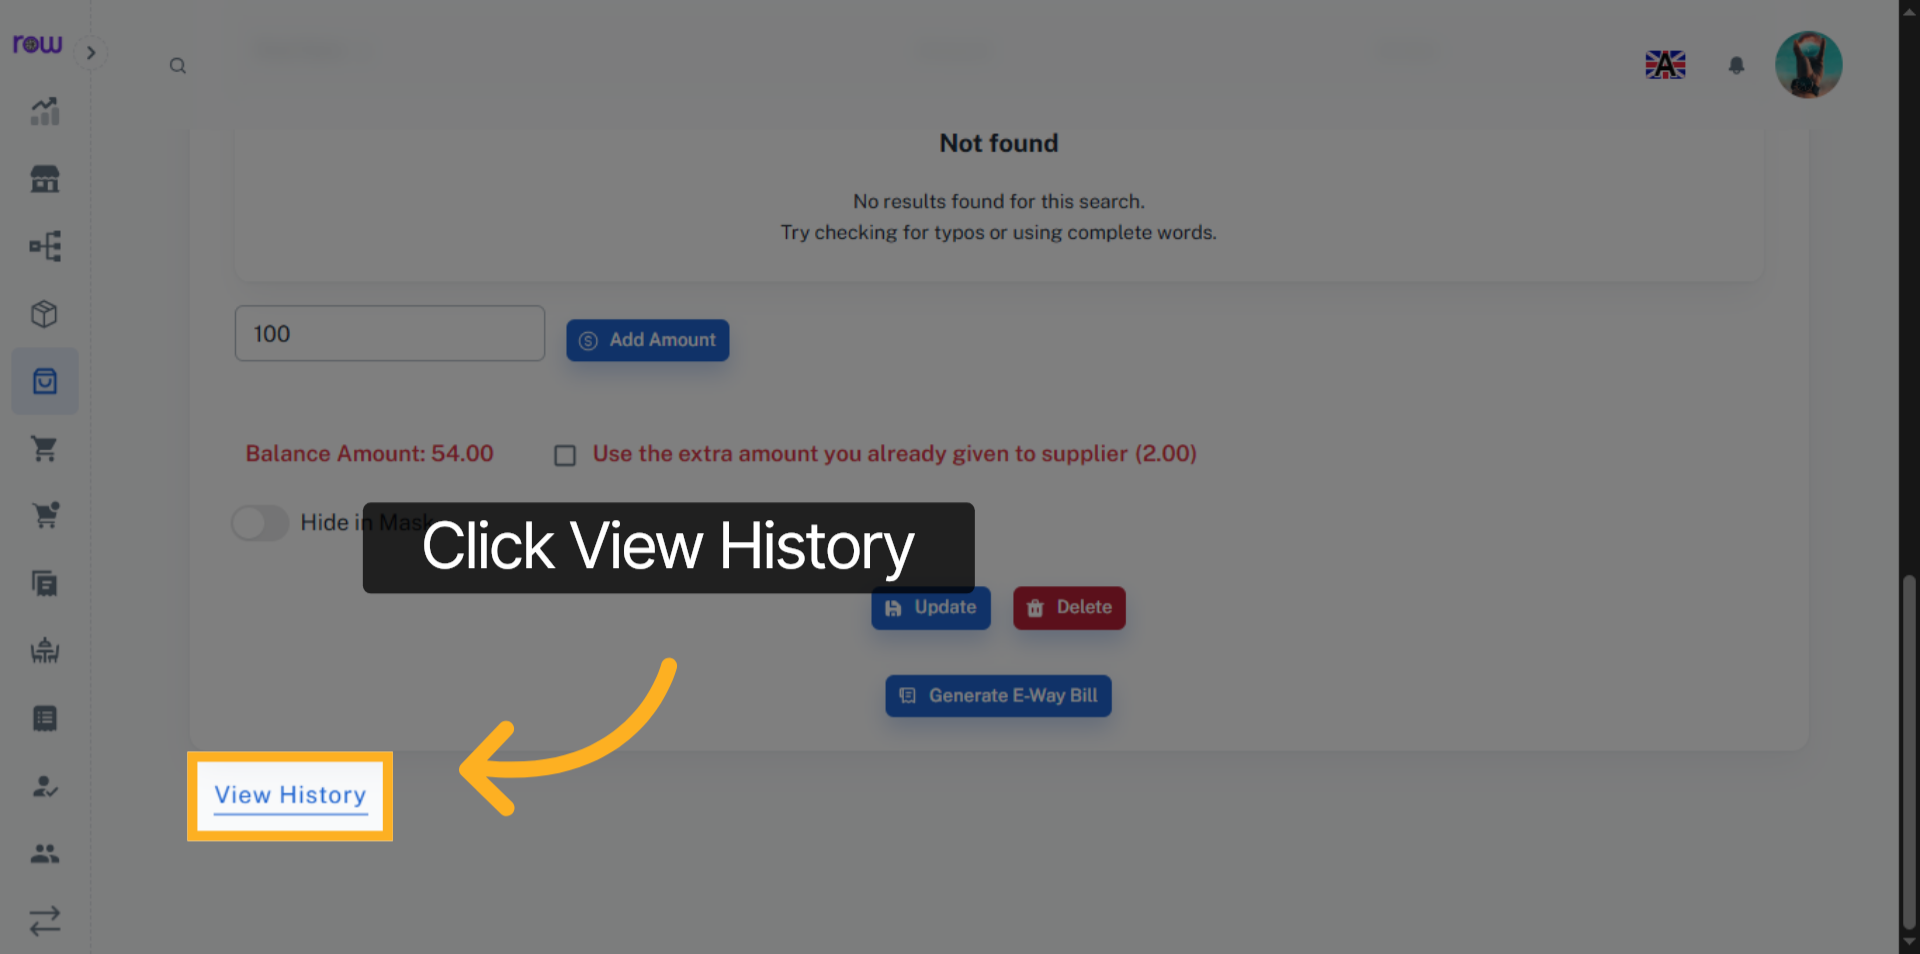 row
A
Not found
No results found for this search.
Try checking for typos or using complete words.
100
Add Amount
Balance Amount: 54.00
Use the extra amount you already given to supplier (2.00)
Hide in Mask
Click View History
Update
Delete
Generate E-Way Bill
View History